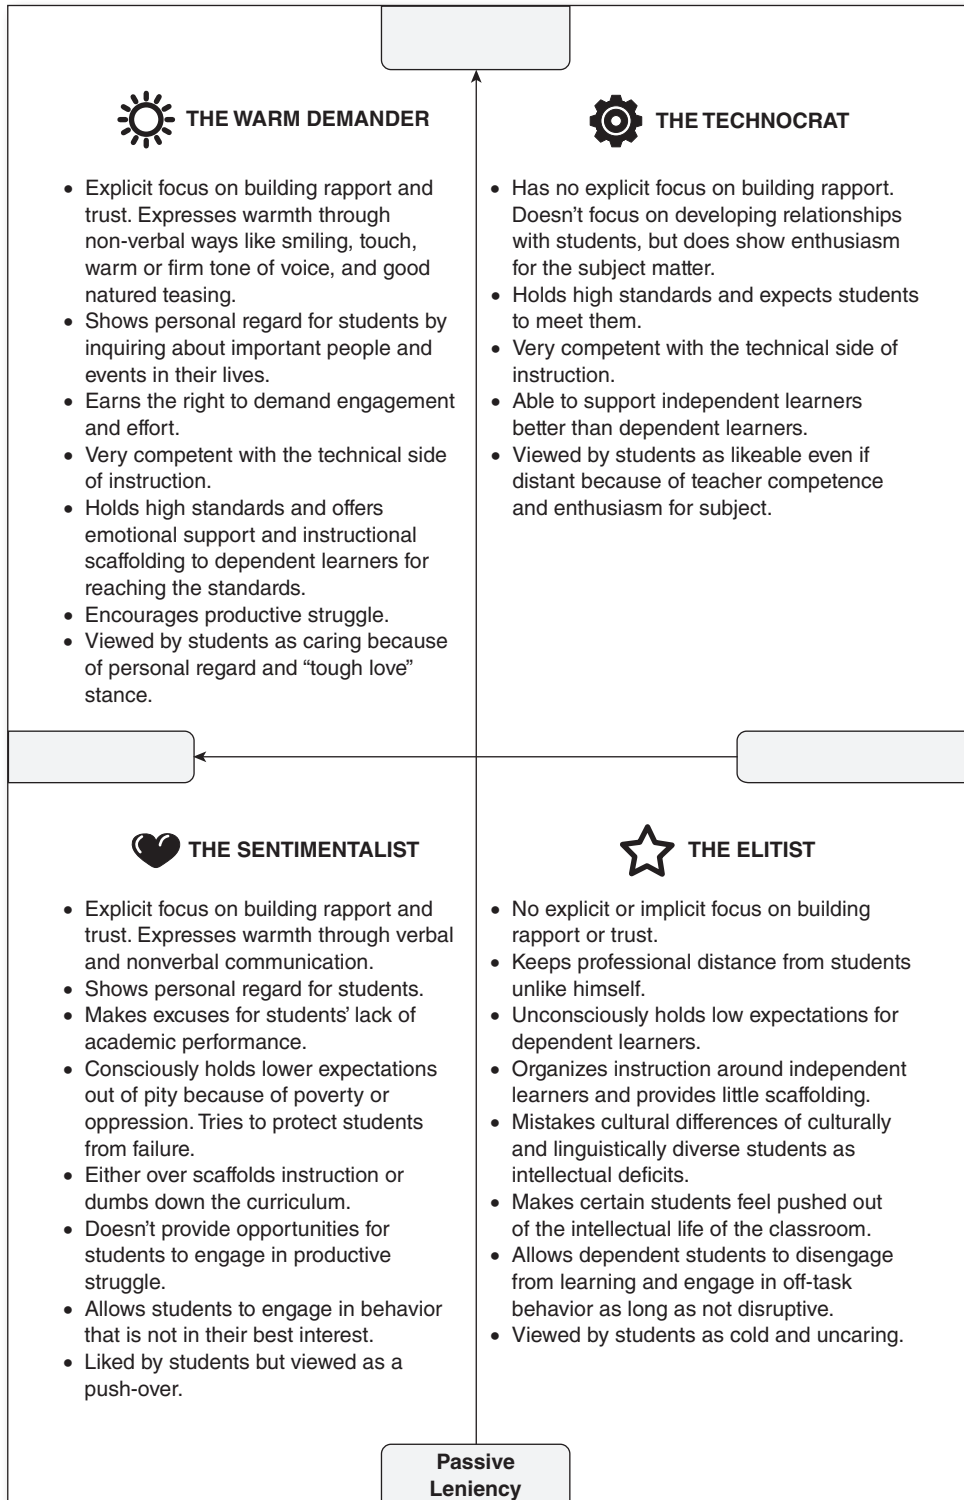 THE WARM DEMANDER
• Explicit focus on building rapport and
trust. Expresses warmth through
non-verbal ways like smiling, touch,
warm or firm tone of voice, and good
natured teasing.
• Shows personal regard for students by
inquiring about important people and
events in their lives.
• Earns the right to demand engagement
and effort.
• Very competent with the technical side
of instruction.
• Holds high standards and offers
emotional support and instructional
scaffolding to dependent learners for
reaching the standards.
• Encourages productive struggle.
• Viewed by students as caring because
of personal regard and “tough love”
stance.
THE TECHNOCRAT
• Has no explicit focus on building rapport.
Doesn’t focus on developing relationships
with students, but does show enthusiasm
for the subject matter.
• Holds high standards and expects students
to meet them.
• Very competent with the technical side of
instruction.
• Able to support independent learners
better than dependent learners.
• Viewed by students as likeable even if
distant because of teacher competence
and enthusiasm for subject.
THE SENTIMENTALIST
• Explicit focus on building rapport and
trust. Expresses warmth through verbal
and nonverbal communication.
• Shows personal regard for students.
• Makes excuses for students’ lack of
academic performance.
• Consciously holds lower expectations
out of pity because of poverty or
oppression. Tries to protect students
from failure.
• Either over scaffolds instruction or
dumbs down the curriculum.
• Doesn’t provide opportunities for
students to engage in productive
struggle.
• Allows students to engage in behavior
that is not in their best interest.
• Liked by students but viewed as a
push-over.
THE ELITIST
• No explicit or implicit focus on building
rapport or trust.
• Keeps professional distance from students
unlike himself.
• Unconsciously holds low expectations for
dependent learners.
• Organizes instruction around independent
learners and provides little scaffolding.
• Mistakes cultural differences of culturally
and linguistically diverse students as
intellectual deficits.
• Makes certain students feel pushed out
of the intellectual life of the classroom.
• Allows dependent students to disengage
from learning and engage in off-task
behavior as long as not disruptive.
• Viewed by students as cold and uncaring.
Passive
Leniency